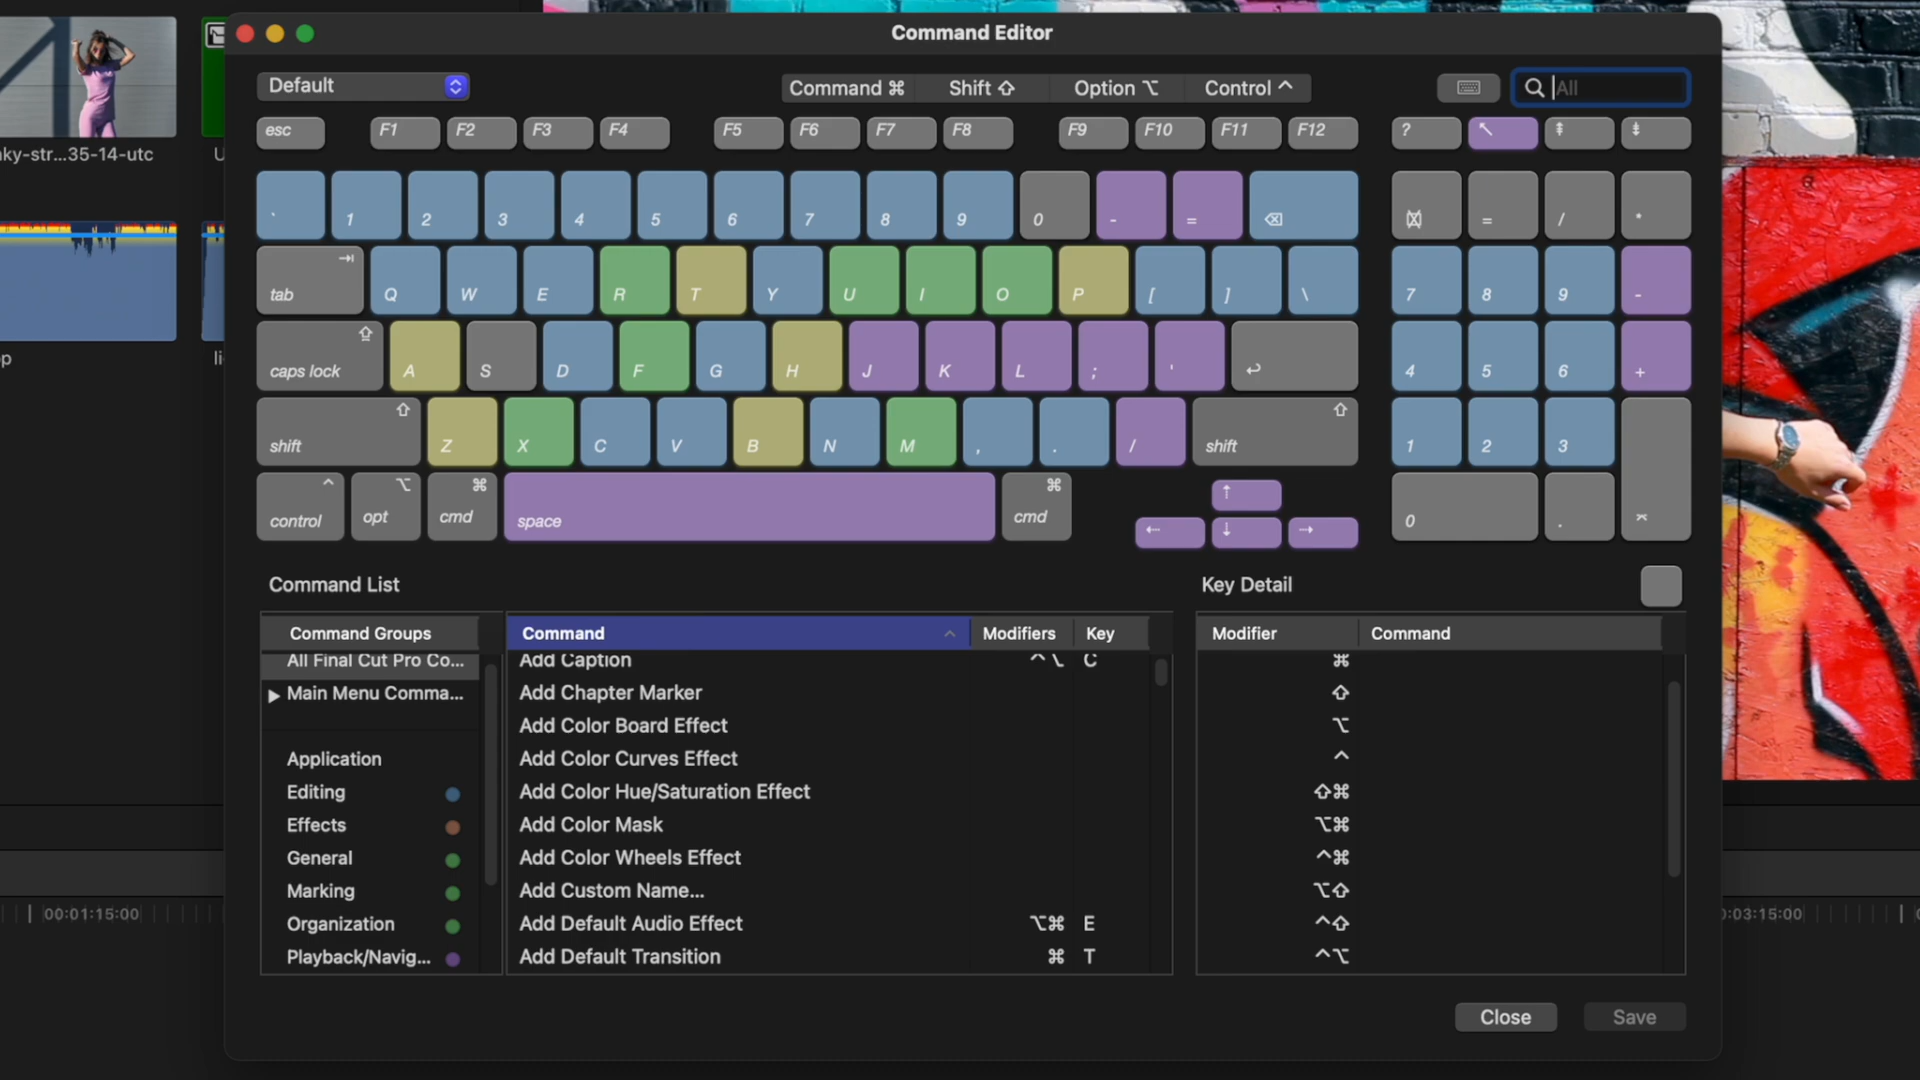 Command Editor
Default
Command ⌘ Shift ⇧ Option ⌥ Control ^
All
esc F1 F2 F3 F4 F5 F6 F7 F8 F9 F10 F11 F12 ? ↖ ⇞ ⇟
` 1 2 3 4 5 6 7 8 9 0 - = ⌫ = / *
tab ⇥ Q W E R T Y U I O P [ ] \ 7 8 9 -
caps lock ⇪ A S D F G H J K L ; ' ↩ 4 5 6 +
shift ⇧ Z X C V B N M , . / shift ⇧ 1 2 3
control ^ opt ⌥ cmd ⌘ space cmd ⌘ ← ↑ ↓ → 0 . ⌅
Command List
Key Detail
Command Groups
All Final Cut Pro Co...
Main Menu Comma...
Application
Editing
Effects
General
Marking
Organization
Playback/Navig...
Command Modifiers Key
Add Caption ^⌥ C
Add Chapter Marker
Add Color Board Effect
Add Color Curves Effect
Add Color Hue/Saturation Effect
Add Color Mask
Add Color Wheels Effect
Add Custom Name...
Add Default Audio Effect ⌥⌘ E
Add Default Transition ⌘ T
Modifier Command
⌘
⇧
⌥
^
⇧⌘
⌥⌘
^⌘
⌥⇧
^⇧
^⌥
Close Save
ky-str...35-14-utc
00:01:15:00
:03:15:00